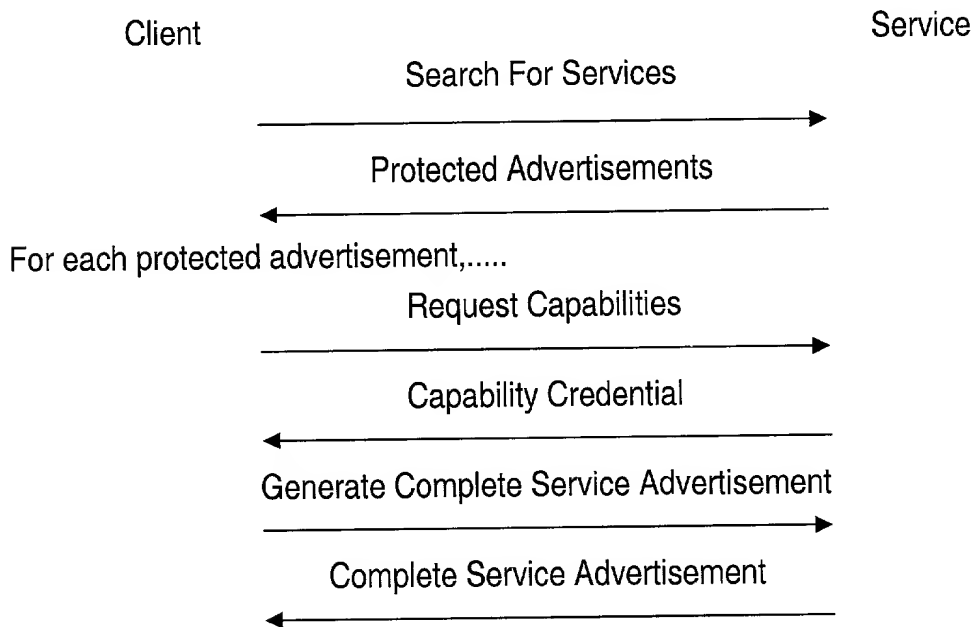 Client
Service
Search For Services
Protected Advertisements
For each protected advertisement,.....
Request Capabilities
Capability Credential
Generate Complete Service Advertisement
Complete Service Advertisement